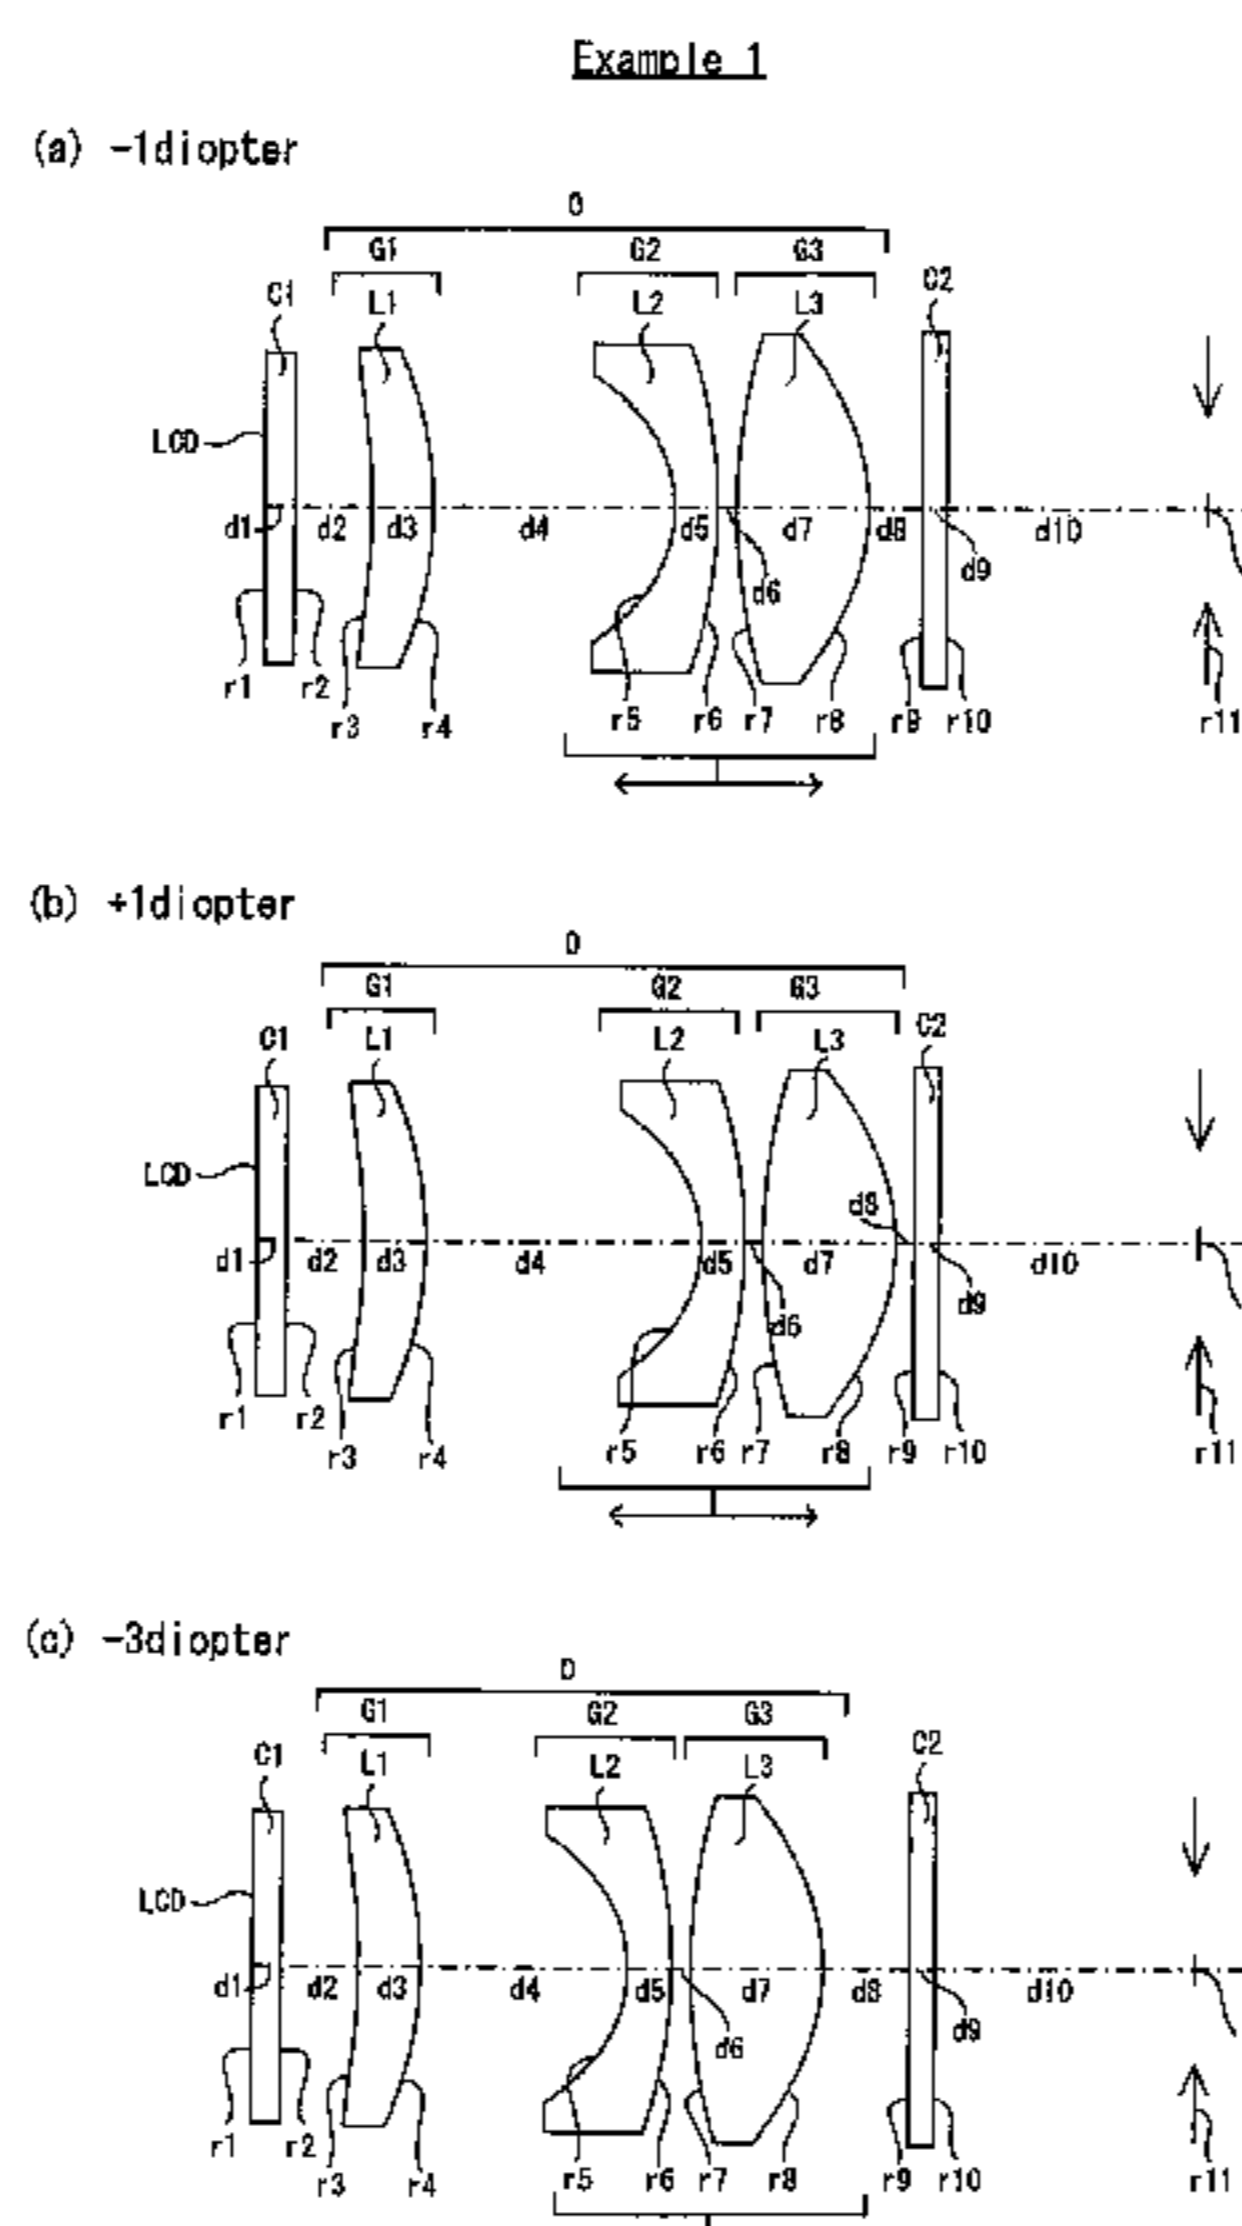 Example 1
(a) -1diopter
O
G1 G2 G3
C1 L1 L2 L3 C2
LCD
d1 d2 d3 d4 d5 d7 d8 d10
d6 d9
r1 r2 r3 r4 r5 r6 r7 r8 r9 r10 r11
(b) +1diopter
O
G1 G2 G3
C1 L1 L2 L3 C2
LCD
d8
d1 d2 d3 d4 d5 d7 d10
d6 d9
r1 r2 r3 r4 r5 r6 r7 r8 r9 r10 r11
(c) -3diopter
O
G1 G2 G3
C1 L1 L2 L3 C2
LCD
d1 d2 d3 d4 d5 d7 d8 d10
d6 d9
r1 r2 r3 r4 r5 r6 r7 r8 r9 r10 r11